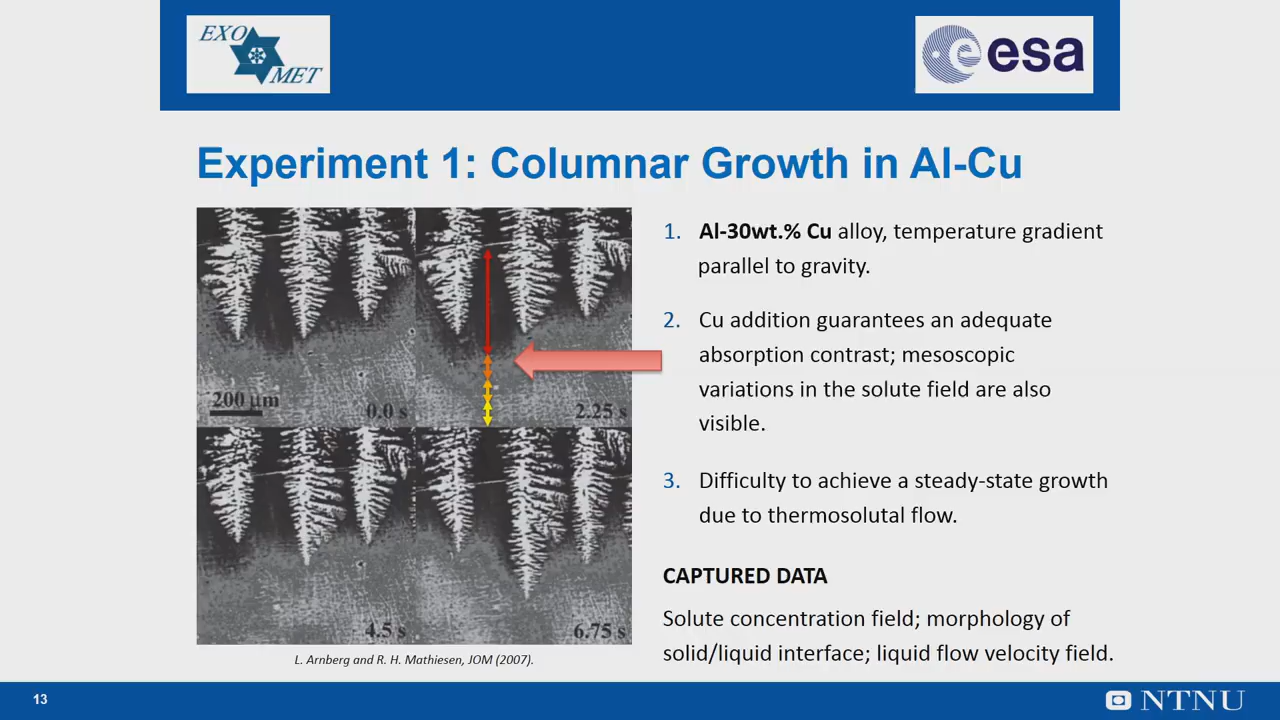 EXO
MET
esa
Experiment 1: Columnar Growth in Al-Cu
200 µm
0.0 s
2.25 s
4.5 s
6.75 s
L. Arnberg and R. H. Mathiesen, JOM (2007).
1. Al-30wt.% Cu alloy, temperature gradient
parallel to gravity.
2. Cu addition guarantees an adequate
absorption contrast; mesoscopic
variations in the solute field are also
visible.
3. Difficulty to achieve a steady-state growth
due to thermosolutal flow.
CAPTURED DATA
Solute concentration field; morphology of
solid/liquid interface; liquid flow velocity field.
13
NTNU